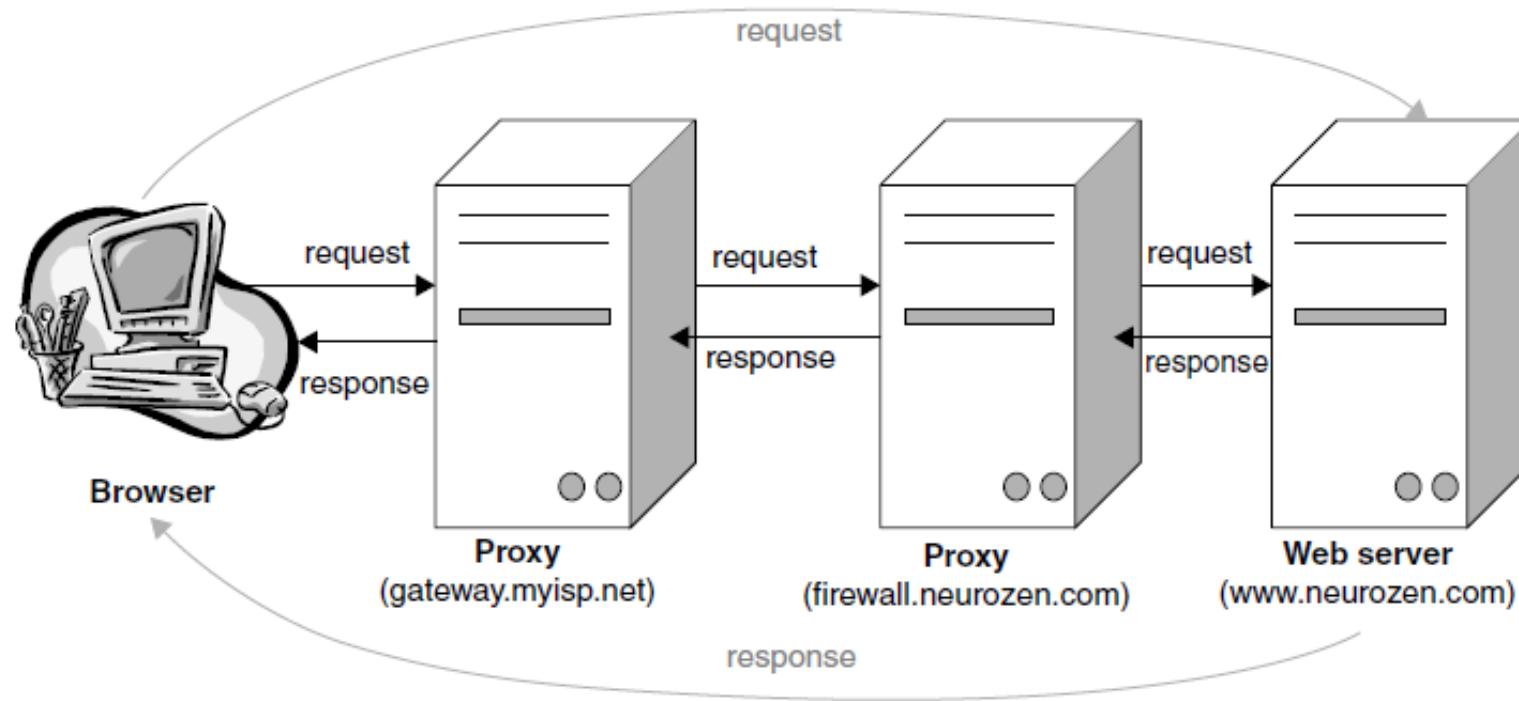 request
request
request
request
response
response
response
Browser
Proxy
(gateway.myisp.net)
Proxy
(firewall.neurozen.com)
Web server
(www.neurozen.com)
response